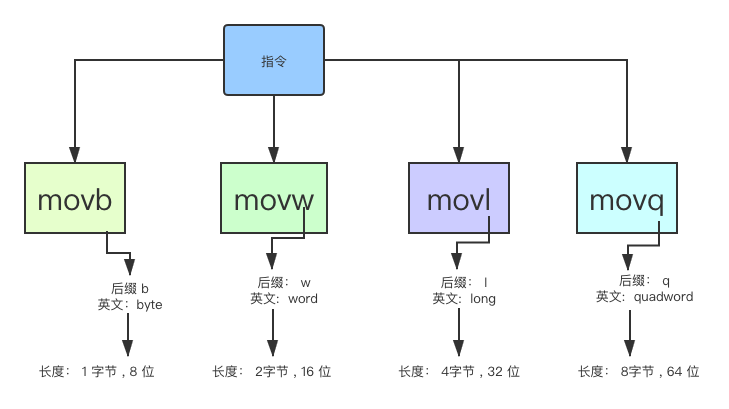 指令
movb
movw
movl
movq
后缀 b
英文：byte
后缀： w
英文: word
后缀： l
英文: long
后缀： q
英文: quadword
长度： 1 字节 , 8 位
长度： 2字节 , 16 位
长度： 4字节 , 32 位
长度： 8字节 , 64 位